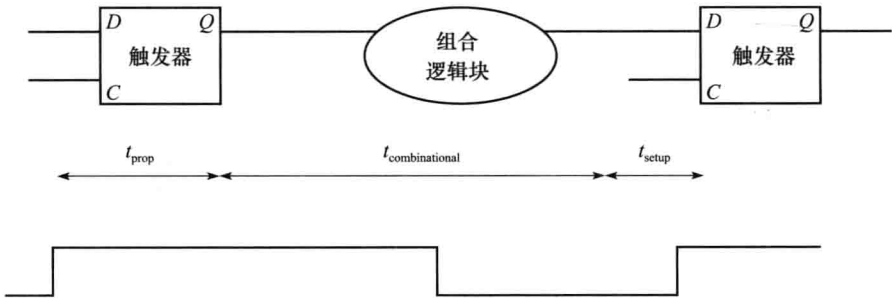 D Q
触发器
C
组合
逻辑块
D Q
触发器
C
t_prop
t_combinational
t_setup